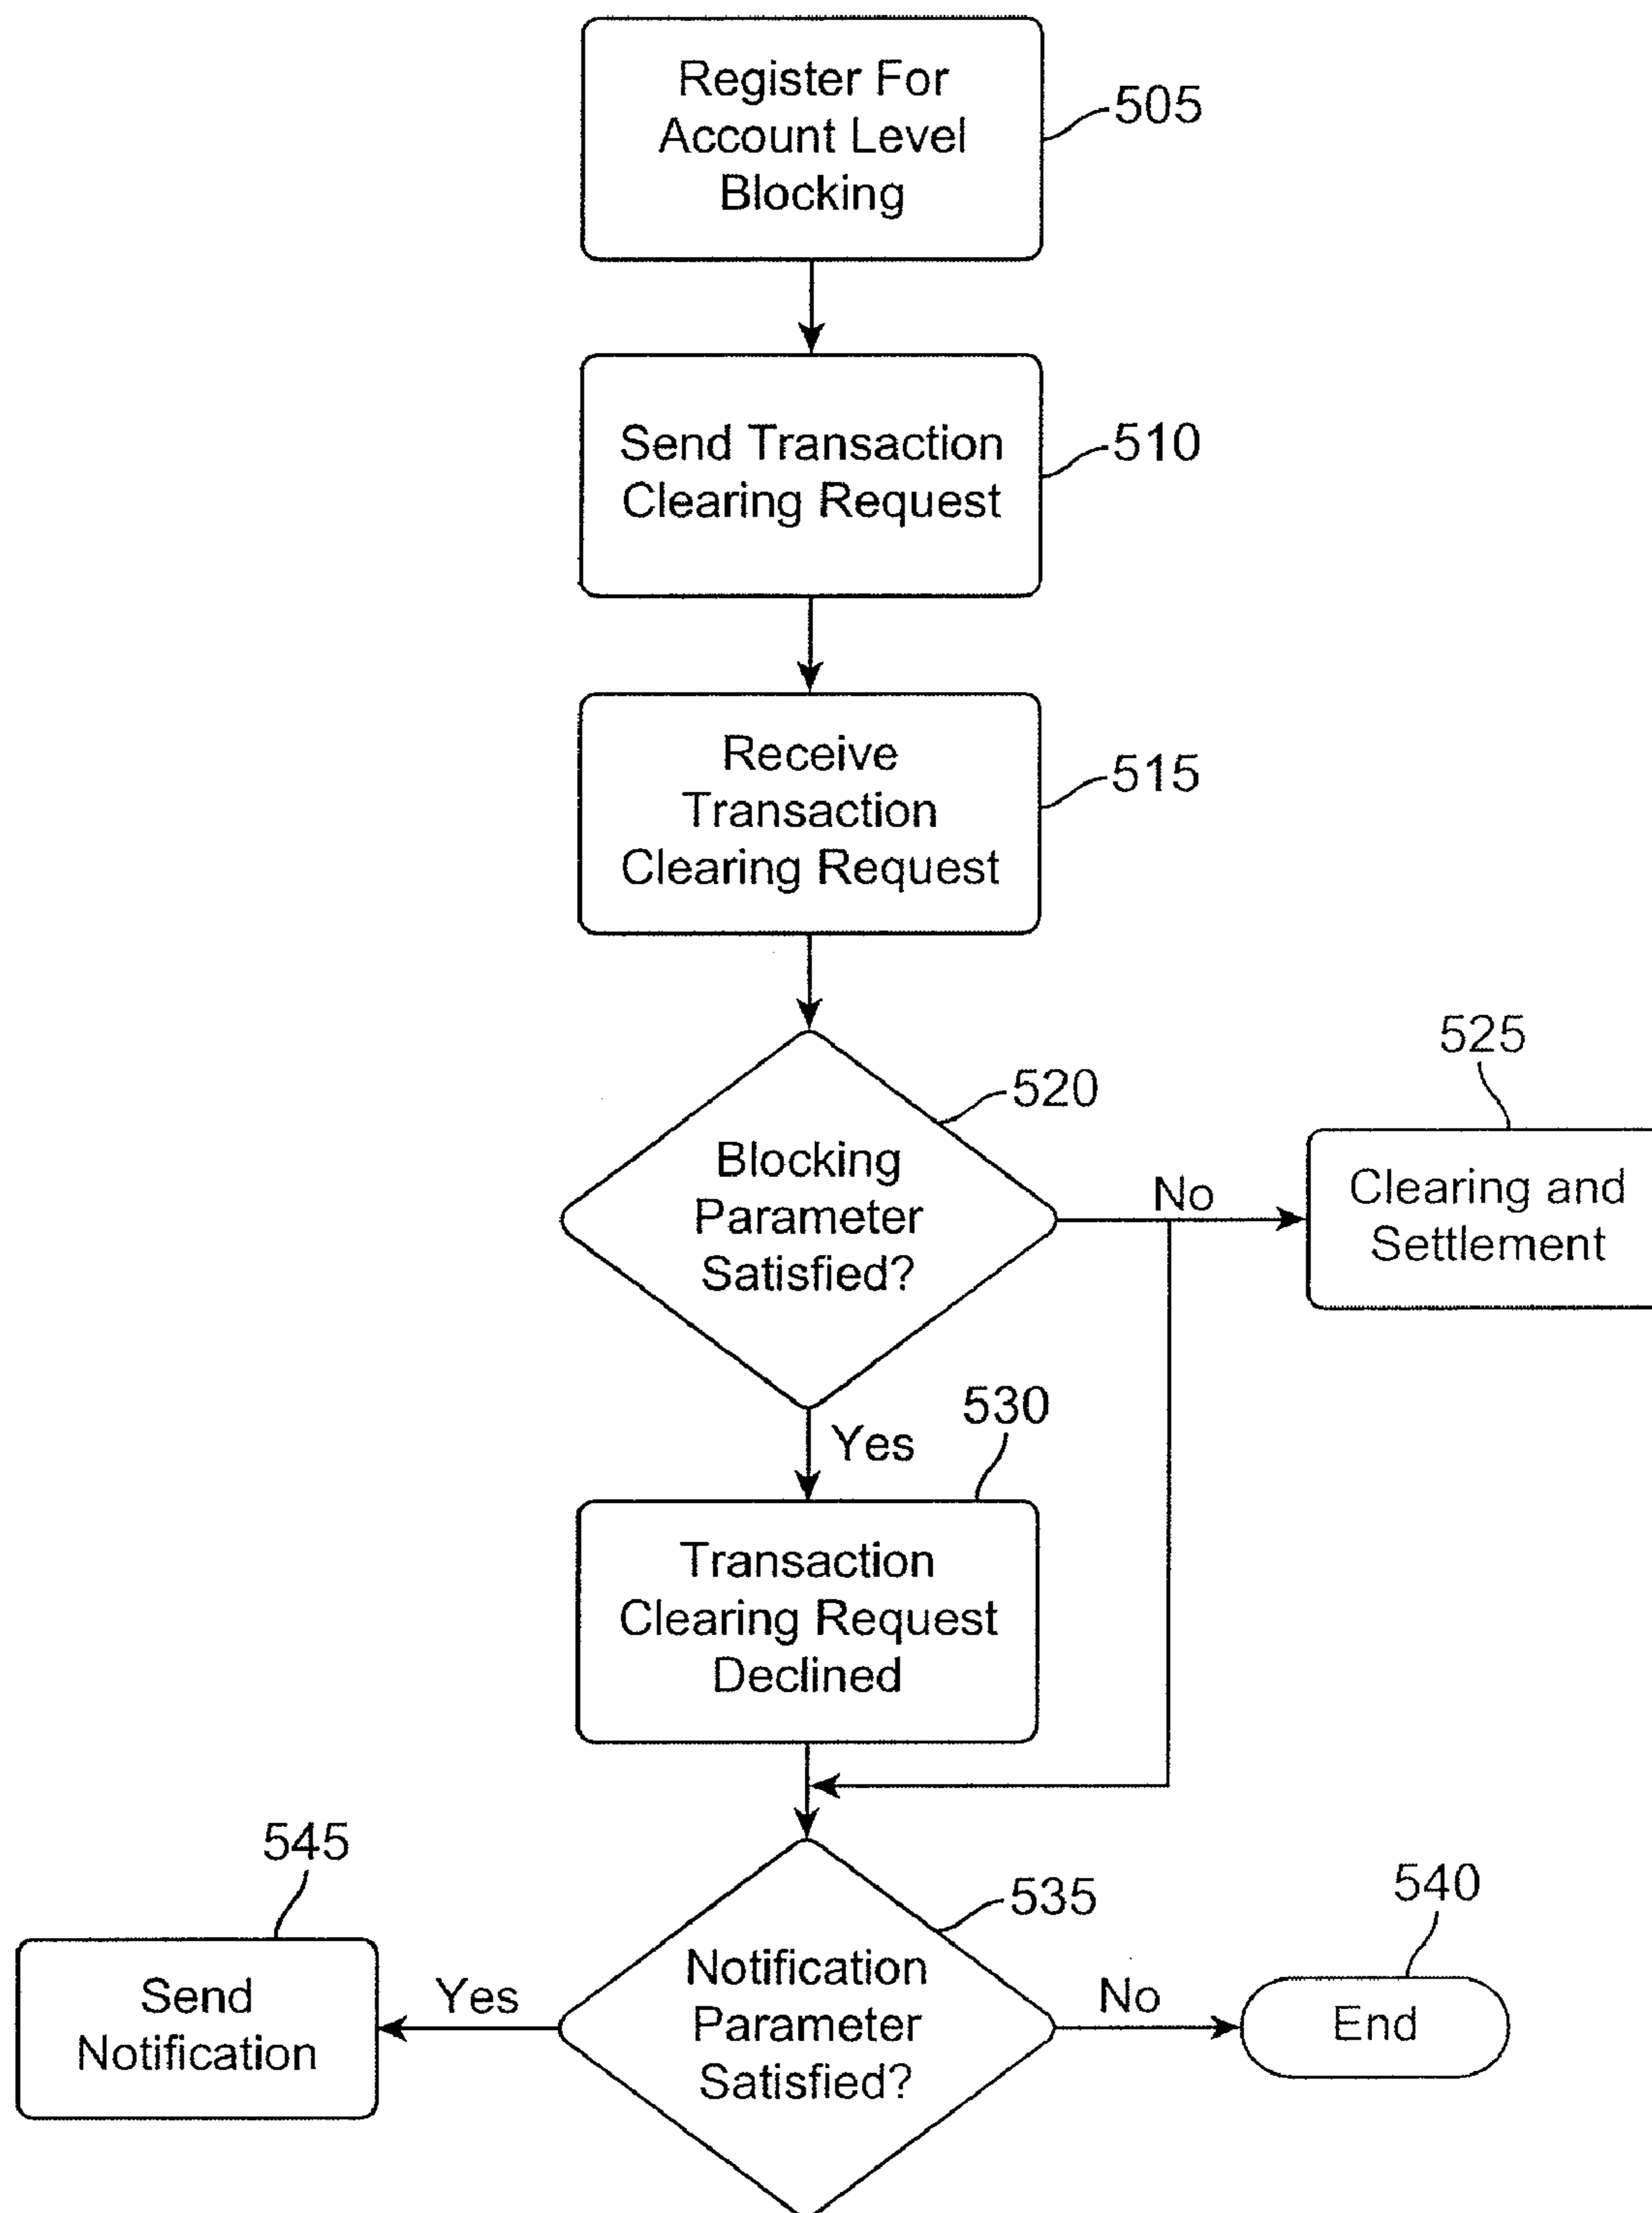 Register For
Account Level
Blocking
505
Send Transaction
Clearing Request
510
Receive
Transaction
Clearing Request
515
Blocking
Parameter
Satisfied?
520
No
525
Clearing and
Settlement
Yes
530
Transaction
Clearing Request
Declined
545
Send
Notification
Yes
Notification
Parameter
Satisfied?
535
No
540
End